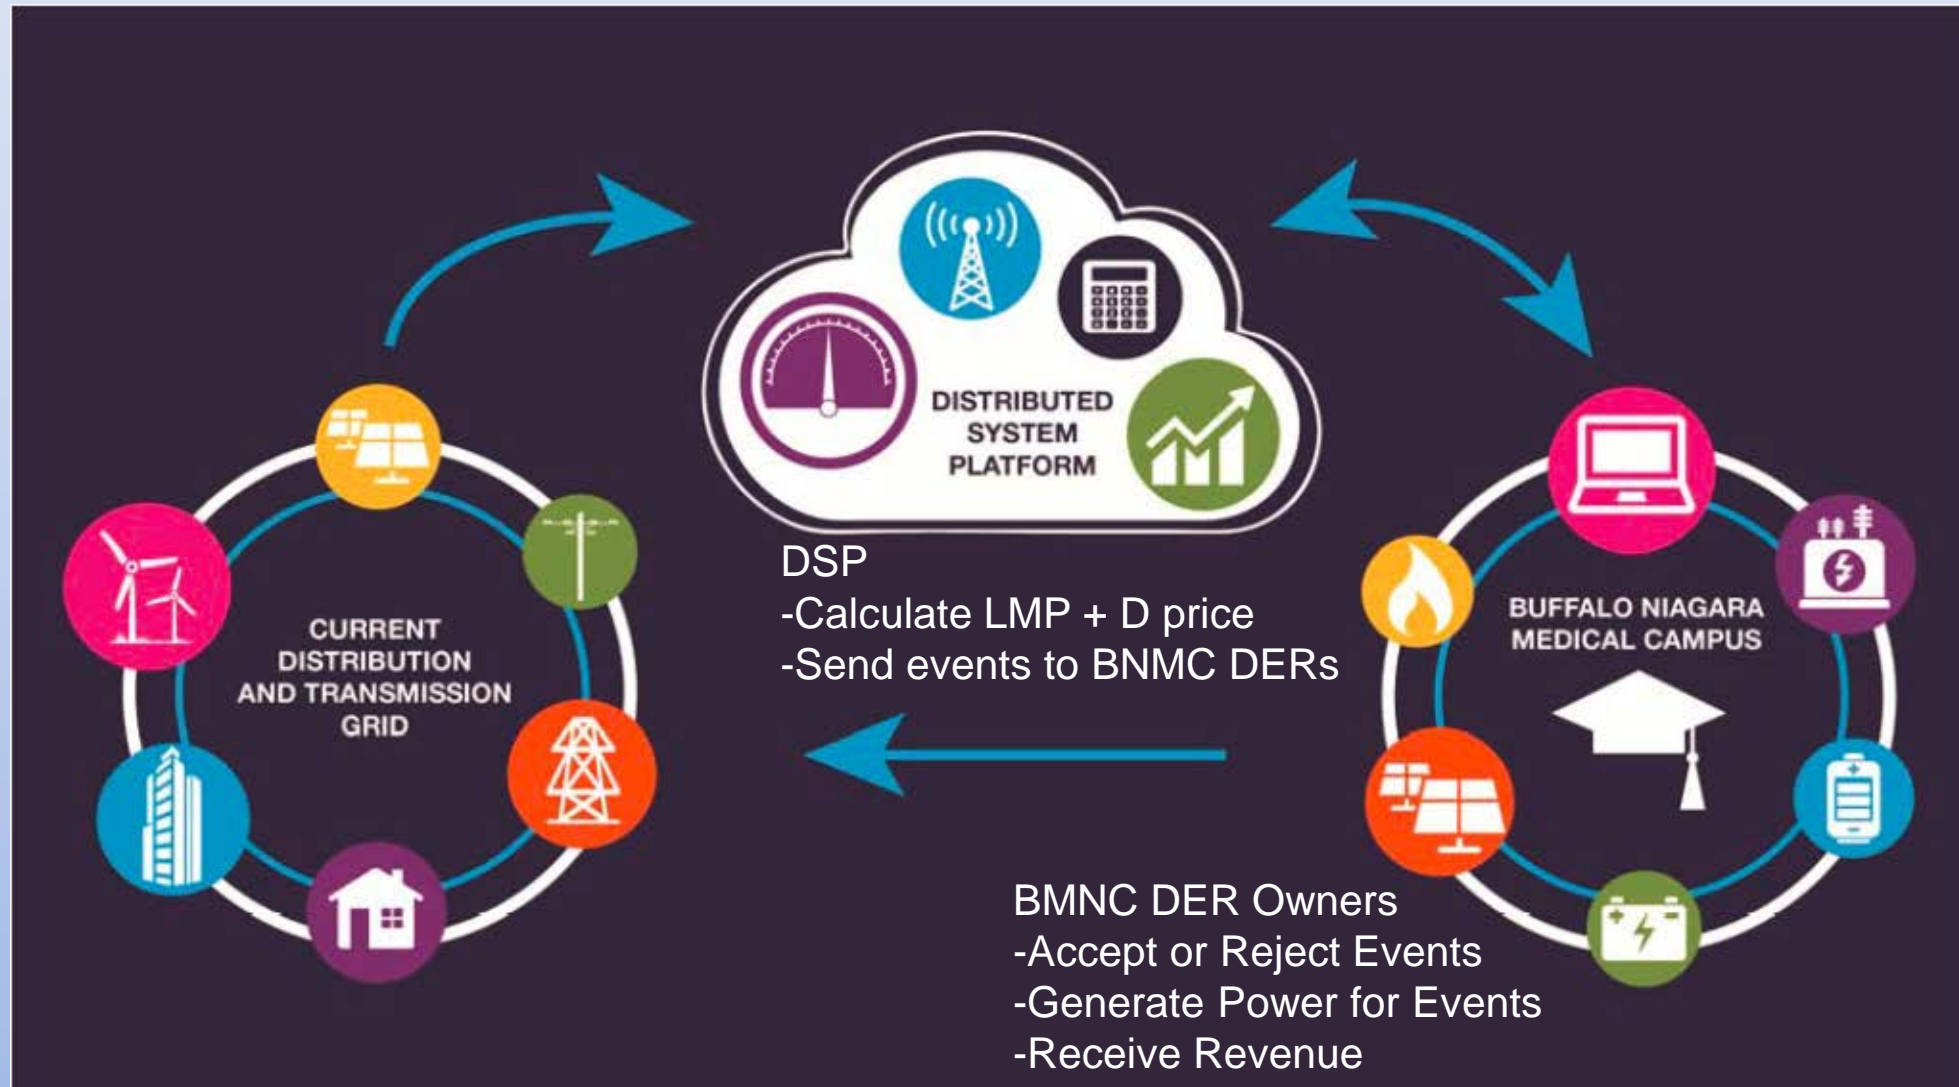 DISTRIBUTED
SYSTEM
PLATFORM
DSP
-Calculate LMP + D price
-Send events to BNMC DERs
CURRENT
DISTRIBUTION
AND TRANSMISSION
GRID
BUFFALO NIAGARA
MEDICAL CAMPUS
BMNC DER Owners
-Accept or Reject Events
-Generate Power for Events
-Receive Revenue